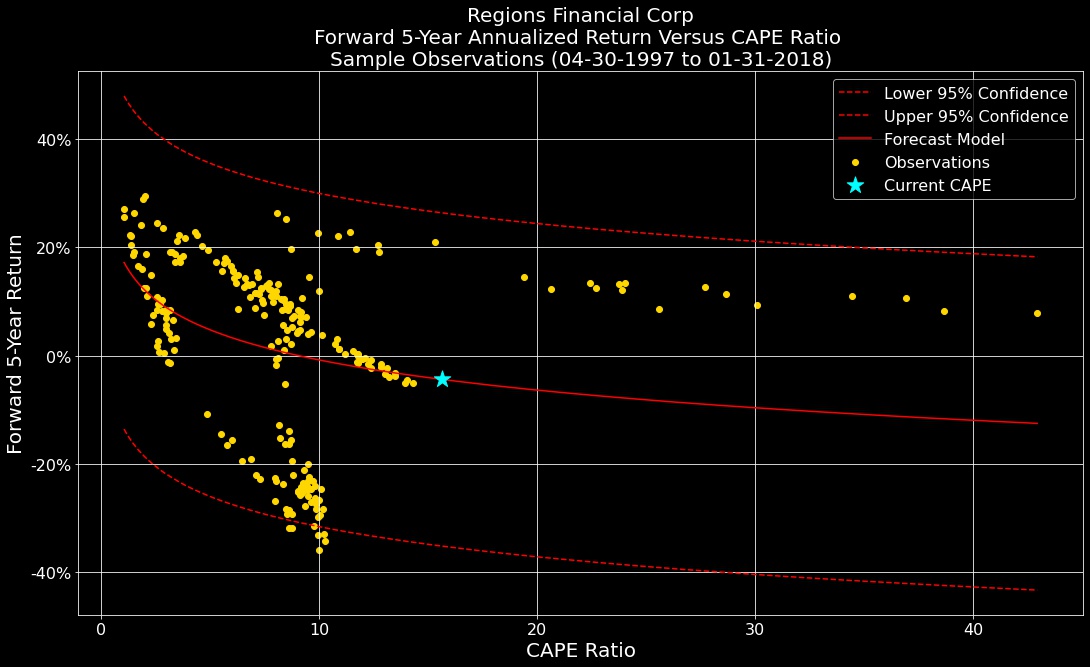 Regions Financial Corp
Forward 5-Year Annualized Return Versus CAPE Ratio
Sample Observations (04-30-1997 to 01-31-2018)
Lower 95% Confidence
Upper 95% Confidence
Forecast Model
Observations
Current CAPE
Forward 5-Year Return
40%
20%
0%
-20%
-40%
0 10 20 30 40
CAPE Ratio